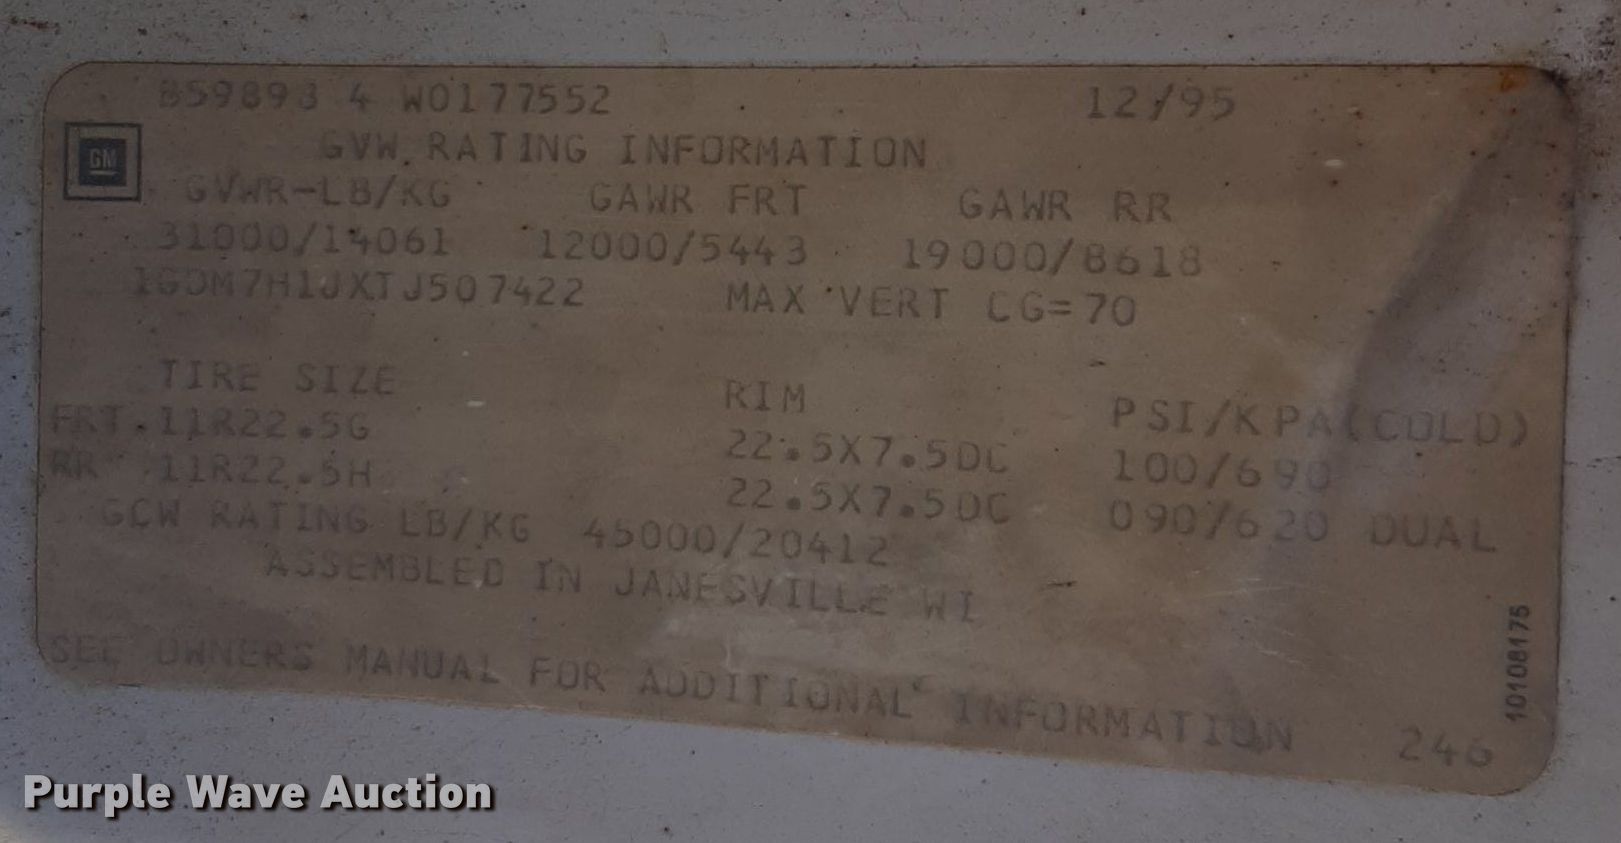 859893 4 W0177552 12/95
GM
GVW RATING INFORMATION
GVWR-LB/KG GAWR FRT GAWR RR
31000/14061 12000/5443 19000/8618
1GDM7H1JXTJ507422 MAX VERT CG=70
TIRE SIZE RIM PSI/KPA(COLD)
FRT 11R22.5G 22.5X7.5DC 100/690
RR 11R22.5H 22.5X7.5DC 090/620 DUAL
GCW RATING LB/KG 45000/20412
ASSEMBLED IN JANESVILLE WI
SEE OWNERS MANUAL FOR ADDITIONAL INFORMATION 246
10108175
Purple Wave Auction